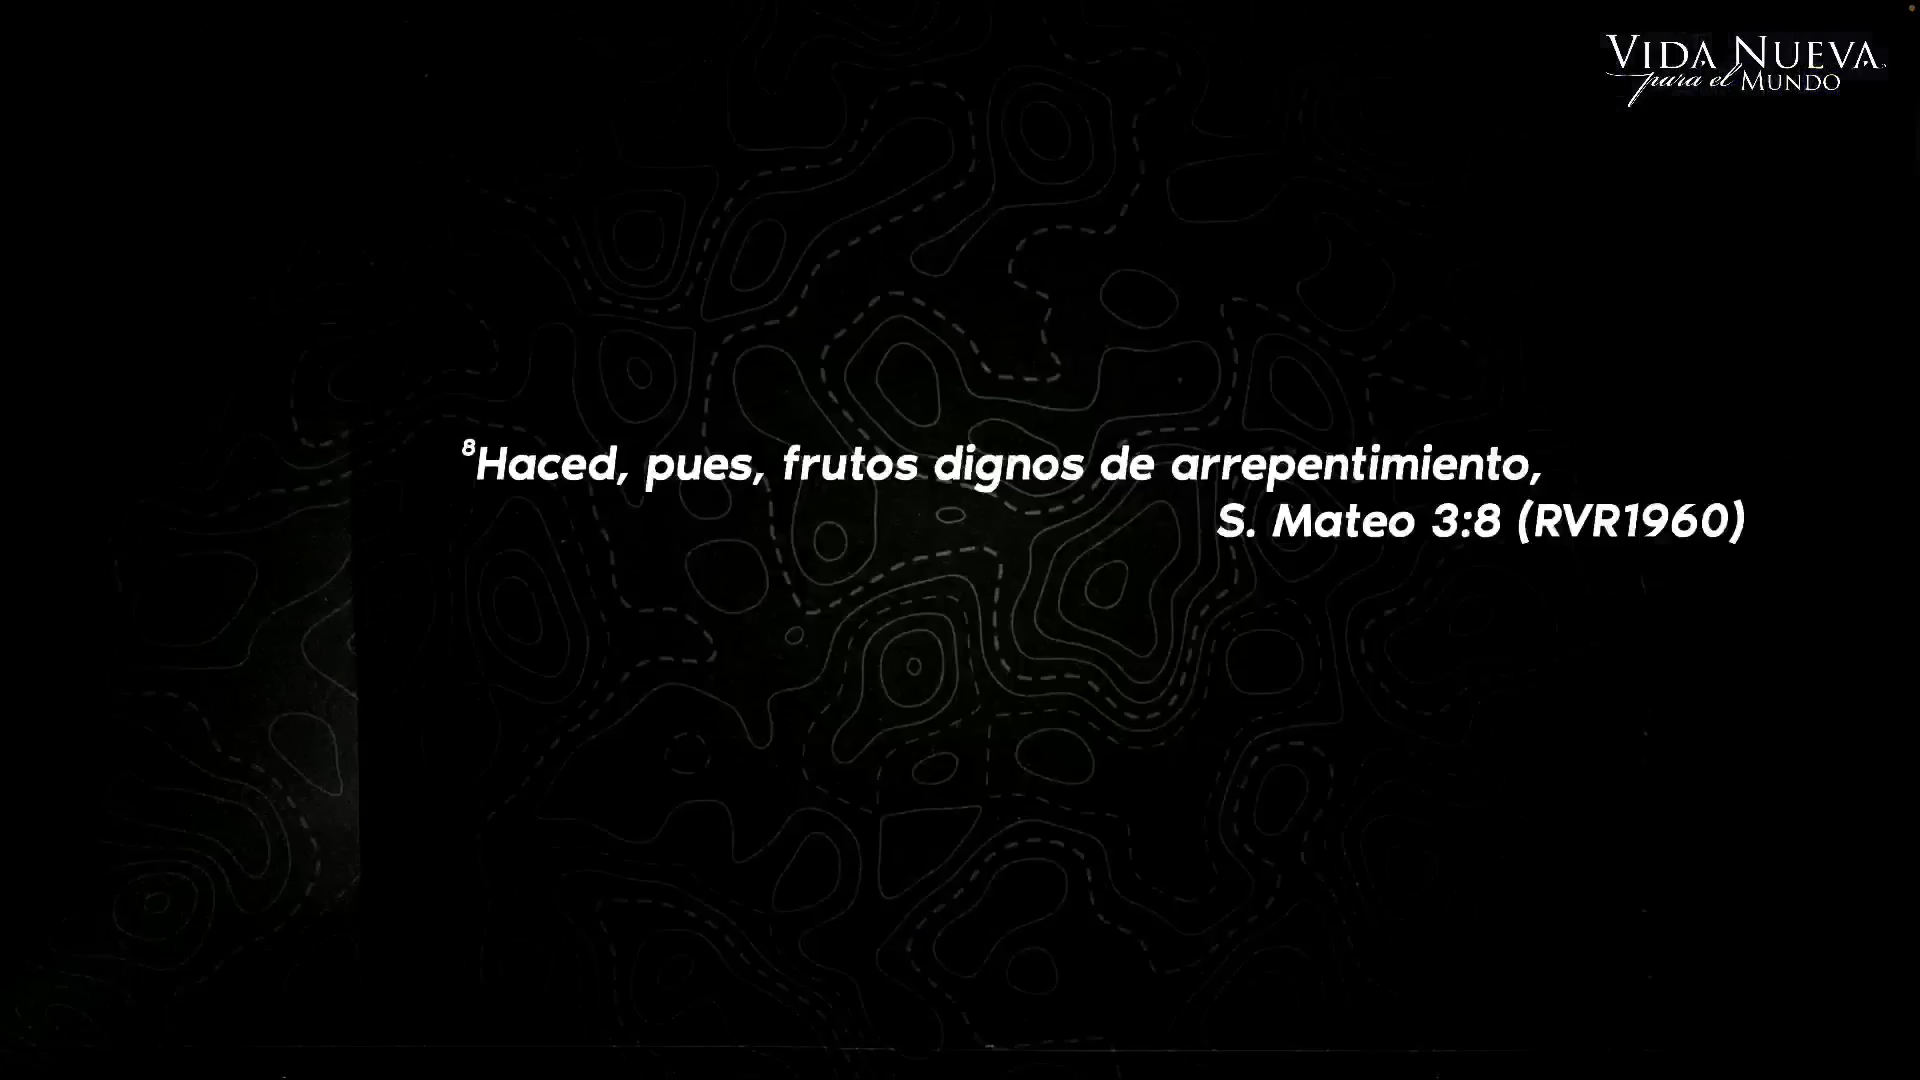 VIDA NUEVA
para el MUNDO
⁸Haced, pues, frutos dignos de arrepentimiento,
S. Mateo 3:8 (RVR1960)